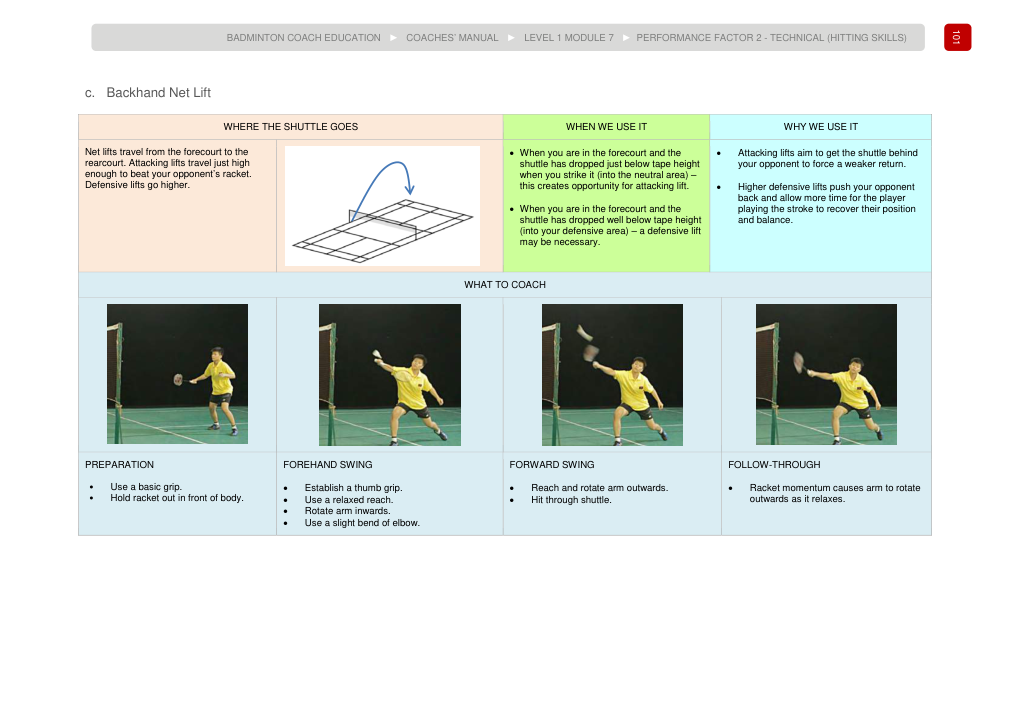 BADMINTON COACH EDUCATION ► COACHES' MANUAL ► LEVEL 1 MODULE 7 ► PERFORMANCE FACTOR 2 - TECHNICAL (HITTING SKILLS)
101
c. Backhand Net Lift
WHERE THE SHUTTLE GOES
WHEN WE USE IT
WHY WE USE IT
Net lifts travel from the forecourt to the
rearcourt. Attacking lifts travel just high
enough to beat your opponent's racket.
Defensive lifts go higher.
• When you are in the forecourt and the
shuttle has dropped just below tape height
when you strike it (into the neutral area) –
this creates opportunity for attacking lift.
• When you are in the forecourt and the
shuttle has dropped well below tape height
(into your defensive area) – a defensive lift
may be necessary.
• Attacking lifts aim to get the shuttle behind
your opponent to force a weaker return.
• Higher defensive lifts push your opponent
back and allow more time for the player
playing the stroke to recover their position
and balance.
WHAT TO COACH
PREPARATION
• Use a basic grip.
• Hold racket out in front of body.
FOREHAND SWING
• Establish a thumb grip.
• Use a relaxed reach.
• Rotate arm inwards.
• Use a slight bend of elbow.
FORWARD SWING
• Reach and rotate arm outwards.
• Hit through shuttle.
FOLLOW-THROUGH
• Racket momentum causes arm to rotate
outwards as it relaxes.